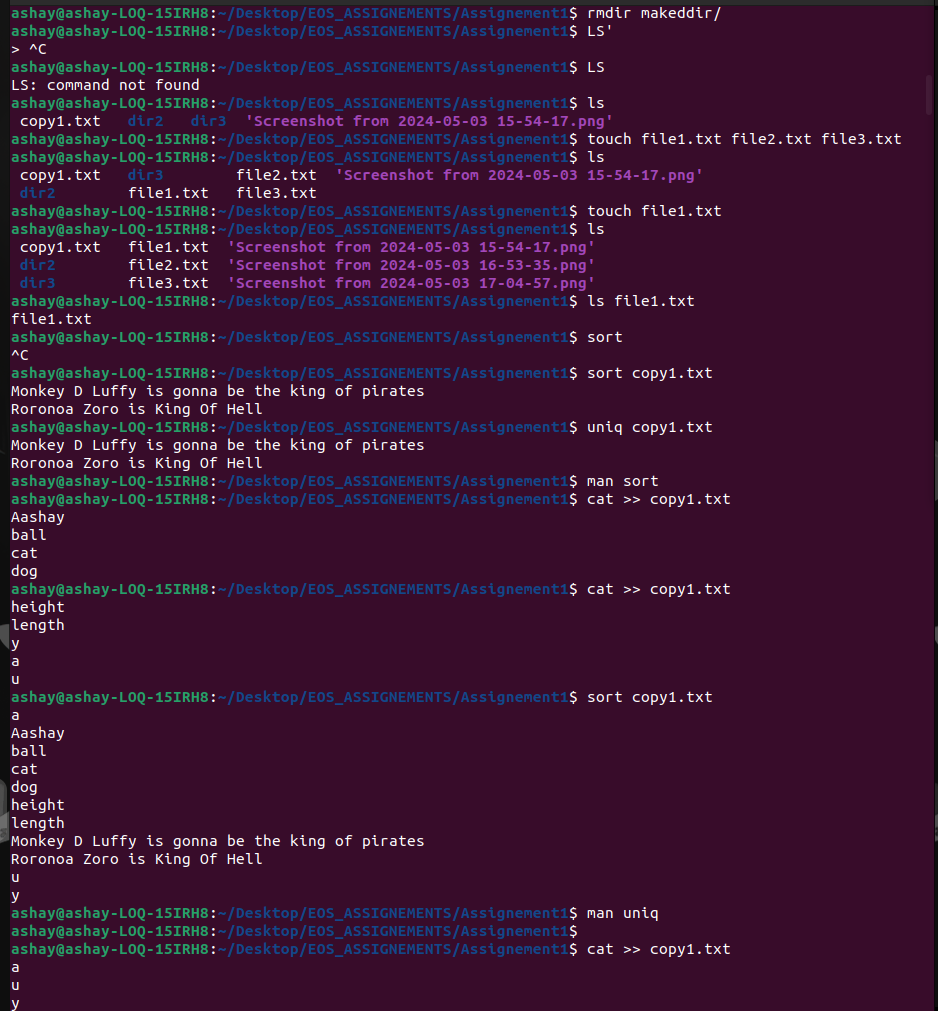 ashay@ashay-LOQ-15IRH8:~/Desktop/EOS_ASSIGNEMENTS/Assignement1$ rmdir makeddir/
ashay@ashay-LOQ-15IRH8:~/Desktop/EOS_ASSIGNEMENTS/Assignement1$ LS'
> ^C
ashay@ashay-LOQ-15IRH8:~/Desktop/EOS_ASSIGNEMENTS/Assignement1$ LS
LS: command not found
ashay@ashay-LOQ-15IRH8:~/Desktop/EOS_ASSIGNEMENTS/Assignement1$ ls
copy1.txt dir2 dir3 'Screenshot from 2024-05-03 15-54-17.png'
ashay@ashay-LOQ-15IRH8:~/Desktop/EOS_ASSIGNEMENTS/Assignement1$ touch file1.txt file2.txt file3.txt
ashay@ashay-LOQ-15IRH8:~/Desktop/EOS_ASSIGNEMENTS/Assignement1$ ls
copy1.txt dir3 file2.txt 'Screenshot from 2024-05-03 15-54-17.png'
dir2 file1.txt file3.txt
ashay@ashay-LOQ-15IRH8:~/Desktop/EOS_ASSIGNEMENTS/Assignement1$ touch file1.txt
ashay@ashay-LOQ-15IRH8:~/Desktop/EOS_ASSIGNEMENTS/Assignement1$ ls
copy1.txt file1.txt 'Screenshot from 2024-05-03 15-54-17.png'
dir2 file2.txt 'Screenshot from 2024-05-03 16-53-35.png'
dir3 file3.txt 'Screenshot from 2024-05-03 17-04-57.png'
ashay@ashay-LOQ-15IRH8:~/Desktop/EOS_ASSIGNEMENTS/Assignement1$ ls file1.txt
file1.txt
ashay@ashay-LOQ-15IRH8:~/Desktop/EOS_ASSIGNEMENTS/Assignement1$ sort
^C
ashay@ashay-LOQ-15IRH8:~/Desktop/EOS_ASSIGNEMENTS/Assignement1$ sort copy1.txt
Monkey D Luffy is gonna be the king of pirates
Roronoa Zoro is King Of Hell
ashay@ashay-LOQ-15IRH8:~/Desktop/EOS_ASSIGNEMENTS/Assignement1$ uniq copy1.txt
Monkey D Luffy is gonna be the king of pirates
Roronoa Zoro is King Of Hell
ashay@ashay-LOQ-15IRH8:~/Desktop/EOS_ASSIGNEMENTS/Assignement1$ man sort
ashay@ashay-LOQ-15IRH8:~/Desktop/EOS_ASSIGNEMENTS/Assignement1$ cat >> copy1.txt
Aashay
ball
cat
dog
ashay@ashay-LOQ-15IRH8:~/Desktop/EOS_ASSIGNEMENTS/Assignement1$ cat >> copy1.txt
height
length
y
a
u
ashay@ashay-LOQ-15IRH8:~/Desktop/EOS_ASSIGNEMENTS/Assignement1$ sort copy1.txt
a
Aashay
ball
cat
dog
height
length
Monkey D Luffy is gonna be the king of pirates
Roronoa Zoro is King Of Hell
u
y
ashay@ashay-LOQ-15IRH8:~/Desktop/EOS_ASSIGNEMENTS/Assignement1$ man uniq
ashay@ashay-LOQ-15IRH8:~/Desktop/EOS_ASSIGNEMENTS/Assignement1$
ashay@ashay-LOQ-15IRH8:~/Desktop/EOS_ASSIGNEMENTS/Assignement1$ cat >> copy1.txt
a
u
y